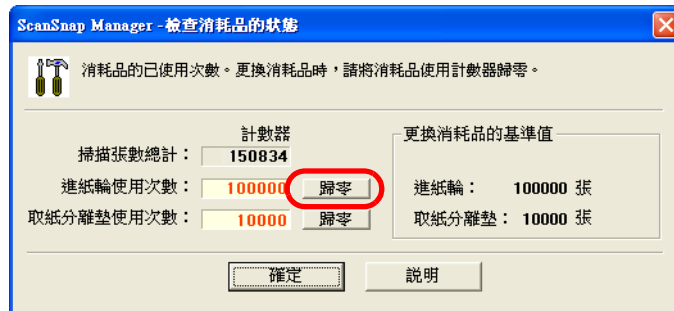 ScanSnap Manager - 檢查消耗品的狀態
消耗品的已使用次數。更換消耗品時，請將消耗品使用計數器歸零。
計數器
掃描張數總計： 150834
進紙輪使用次數： 100000 歸零
取紙分離墊使用次數： 10000 歸零
更換消耗品的基準值
進紙輪： 100000 張
取紙分離墊： 10000 張
確定 説明